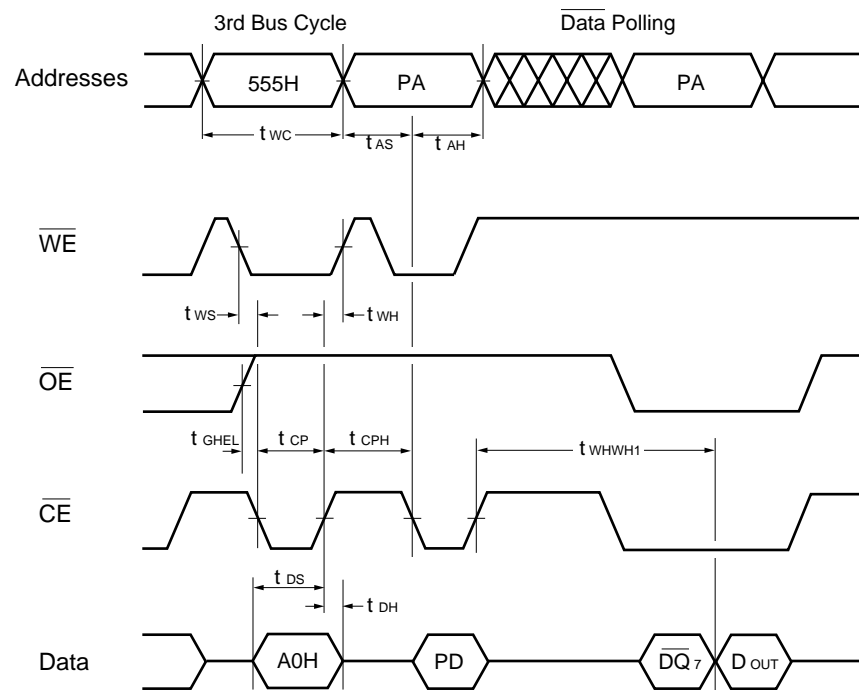 3rd Bus Cycle Data Polling
Addresses 555H PA PA
t WC t AS t AH
WE
t WS t WH
OE
t GHEL t CP t CPH t WHWH1
CE
t DS t DH
Data A0H PD DQ 7 D OUT